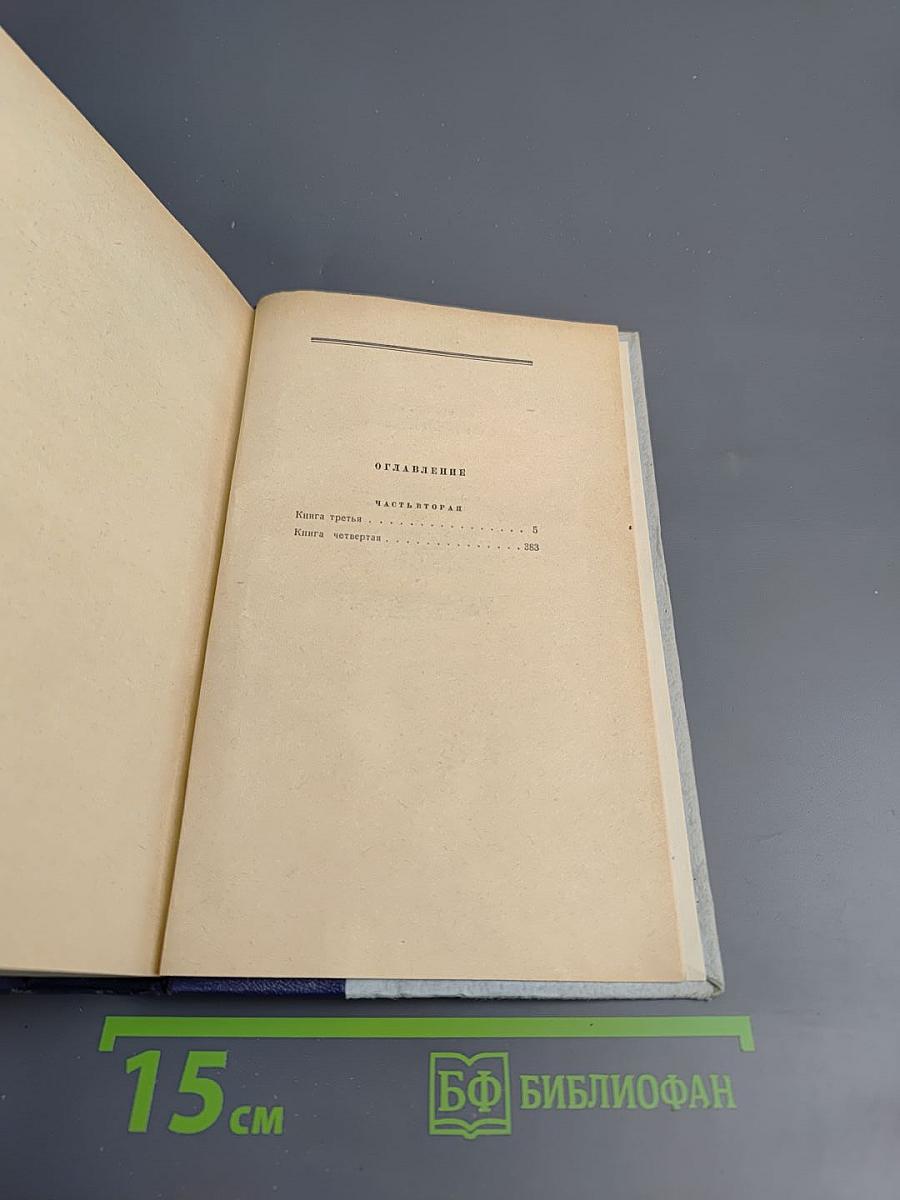 ОГЛАВЛЕНИЕ
ЧАСТЬ ВТОРАЯ
Книга третья . . . . . . . . . . . . . . . . 5
Книга четвертая . . . . . . . . . . . . . . 383
15 см
БФ БИБЛИОФАН